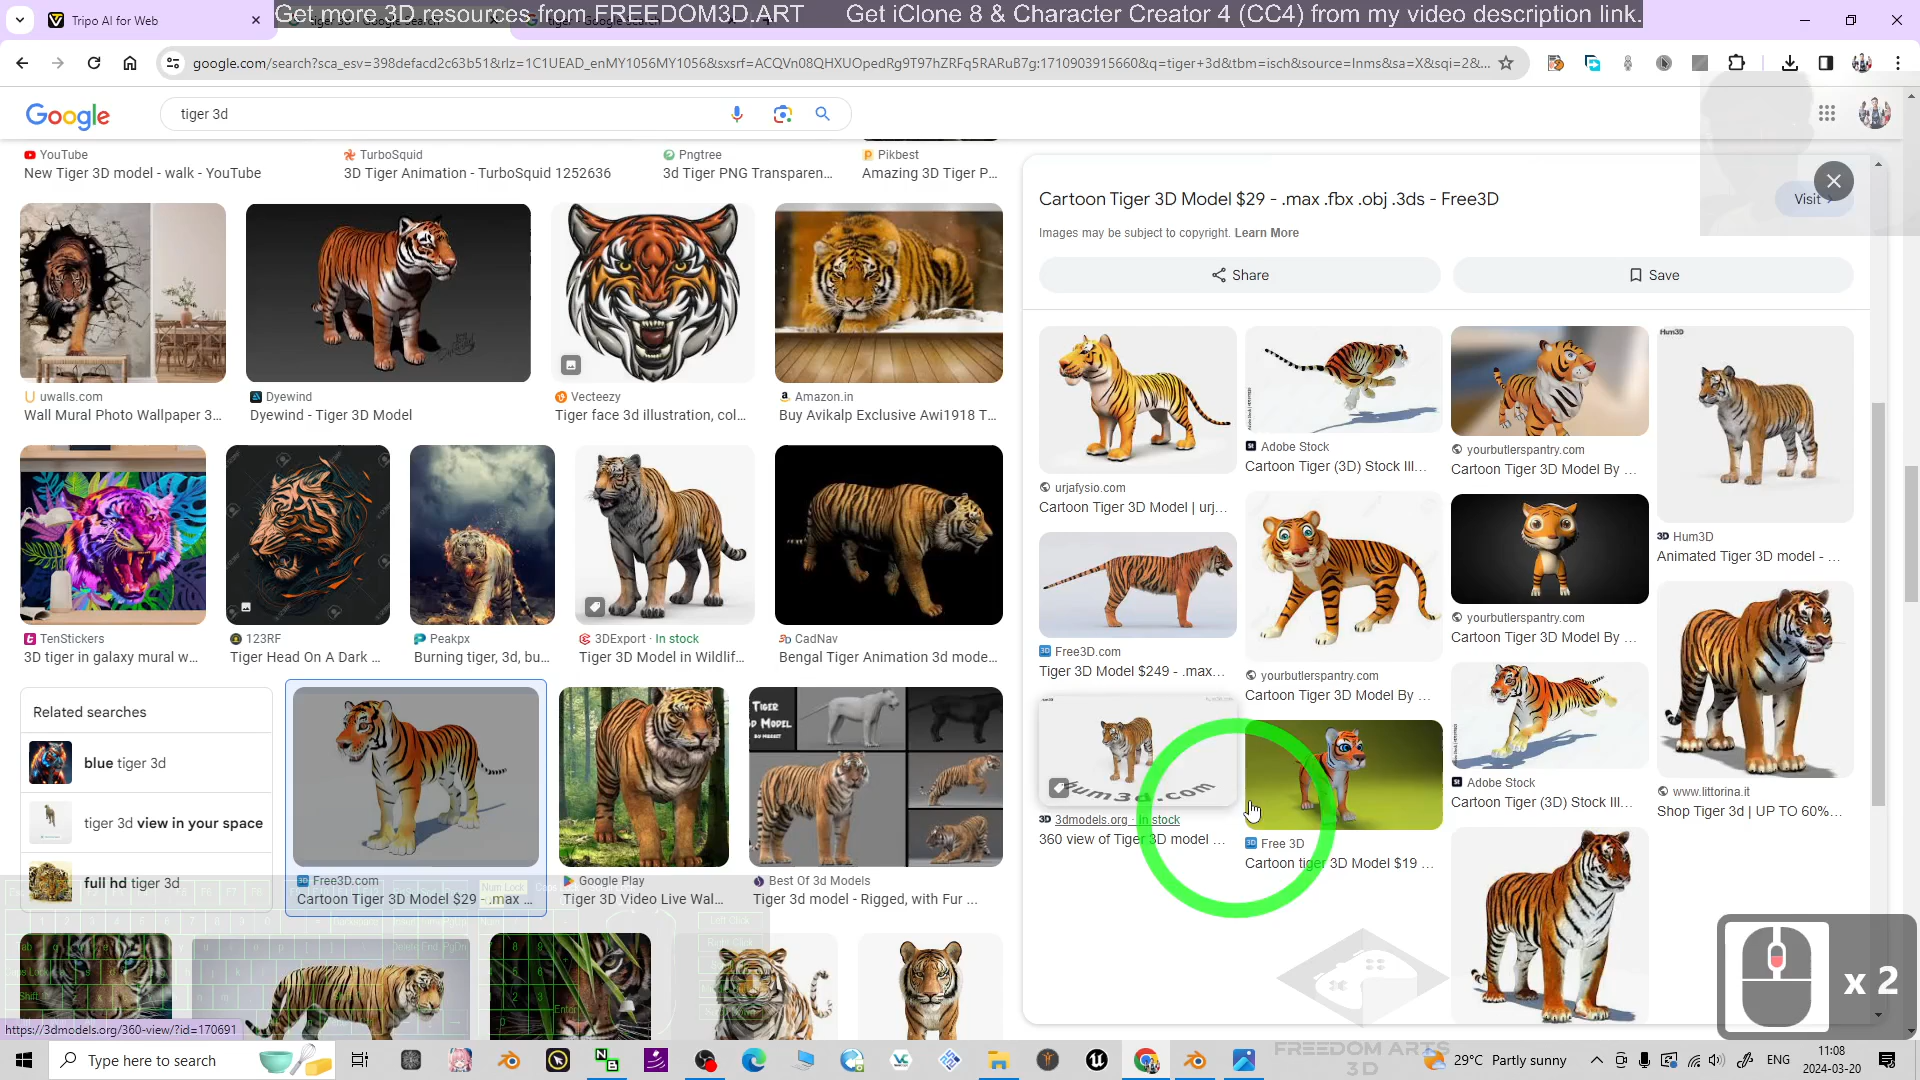 Get more 3D resources from FREEDOM3D.ART Get iClone 8 & Character Creator 4 (CC4) from my video description link.
Tripo AI for Web
google.com/search?sca_esv=398defacd2c63b51&rlz=1C1UEAD_enMY1056MY1056&sxsrf=ACQVn08QHXUOpedRg9T97hZRFq5RARuB7g:1710903915660&q=tiger+3d&tbm=isch&source=lnms&sa=X&sqi=2&...
Google
tiger 3d
YouTube
New Tiger 3D model - walk - YouTube
TurboSquid
3D Tiger Animation - TurboSquid 1252636
Pngtree
3d Tiger PNG Transparen...
Pikbest
Amazing 3D Tiger P...
uwalls.com
Wall Mural Photo Wallpaper 3...
Dyewind
Dyewind - Tiger 3D Model
Vecteezy
Tiger face 3d illustration, col...
Amazon.in
Buy Avikalp Exclusive Awi1918 T...
TenStickers
3D tiger in galaxy mural w...
123RF
Tiger Head On A Dark ...
Peakpx
Burning tiger, 3d, bu...
3DExport · In stock
Tiger 3D Model in Wildlif...
CadNav
Bengal Tiger Animation 3d mode...
Related searches
blue tiger 3d
tiger 3d view in your space
full hd tiger 3d
Free3D.com
Cartoon Tiger 3D Model $29 - .max ...
Google Play
Tiger 3D Video Live Wal...
TIGER
3D MODEL
Best Of 3d Models
Tiger 3d model - Rigged, with Fur ...
Cartoon Tiger 3D Model $29 - .max .fbx .obj .3ds - Free3D
Visit
Images may be subject to copyright. Learn More
Share
Save
urjafysio.com
Cartoon Tiger 3D Model | urj...
Adobe Stock
Cartoon Tiger (3D) Stock Ill...
yourbutlerspantry.com
Cartoon Tiger 3D Model By ...
Hum3D
Hum3D
Animated Tiger 3D model - ...
Free3D.com
Tiger 3D Model $249 - .max...
yourbutlerspantry.com
Cartoon Tiger 3D Model By ...
yourbutlerspantry.com
Cartoon Tiger 3D Model By ...
hum3d.com
3dmodels.org · In stock
360 view of Tiger 3D model ...
Free 3D
Cartoon tiger 3D Model $19 ...
Adobe Stock
Cartoon Tiger (3D) Stock Ill...
www.littorina.it
Shop Tiger 3d | UP TO 60%...
x 2
https://3dmodels.org/360-view/?id=170691
FREEDOM ARTS
3D
Type here to search
29°C Partly sunny
ENG
11:08
2024-03-20